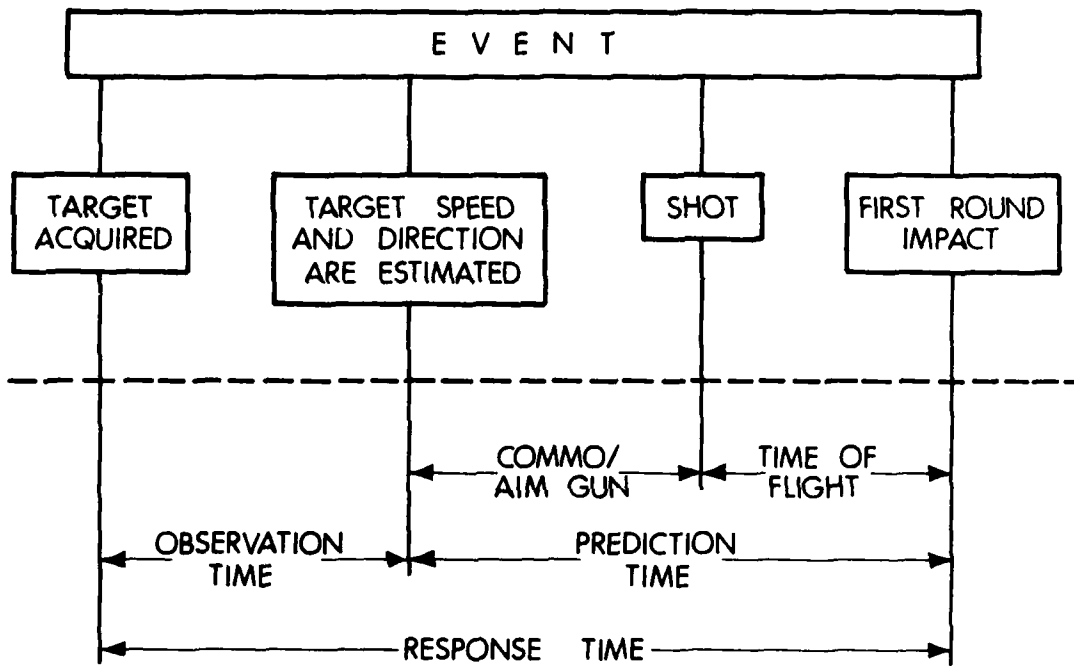 E V E N T
TARGET
ACQUIRED
TARGET SPEED
AND DIRECTION
ARE ESTIMATED
SHOT
FIRST ROUND
IMPACT
COMMO/
AIM GUN
TIME OF
FLIGHT
OBSERVATION
TIME
PREDICTION
TIME
RESPONSE TIME